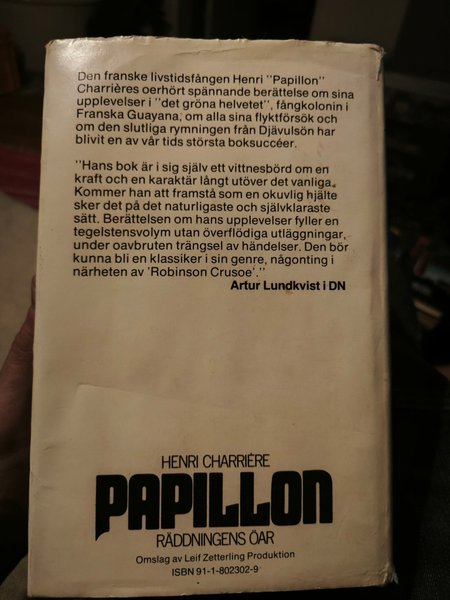 Den franske livstidsfången Henri "Papillon"
Charrières oerhört spännande berättelse om sina
upplevelser i "det gröna helvetet", fångkolonin i
Franska Guayana, om alla sina flyktförsök och
om den slutliga rymningen från Djävulsön har
blivit en av vår tids största boksuccéer.
"Hans bok är i sig själv ett vittnesbörd om en
kraft och en karaktär långt utöver det vanliga.
Kommer han att framstå som en okuvlig hjälte
sker det på det naturligaste och självklaraste
sätt. Berättelsen om hans upplevelser fyller en
tegelstensvolym utan överflödiga utläggningar,
under oavbruten trängsel av händelser. Den bör
kunna bli en klassiker i sin genre, någonting i
närheten av 'Robinson Crusoe'."
Artur Lundkvist i DN
HENRI CHARRIÉRE
PAPILLON
RÄDDNINGENS ÖAR
Omslag av Leif Zetterling Produktion
ISBN 91-1-802302-9